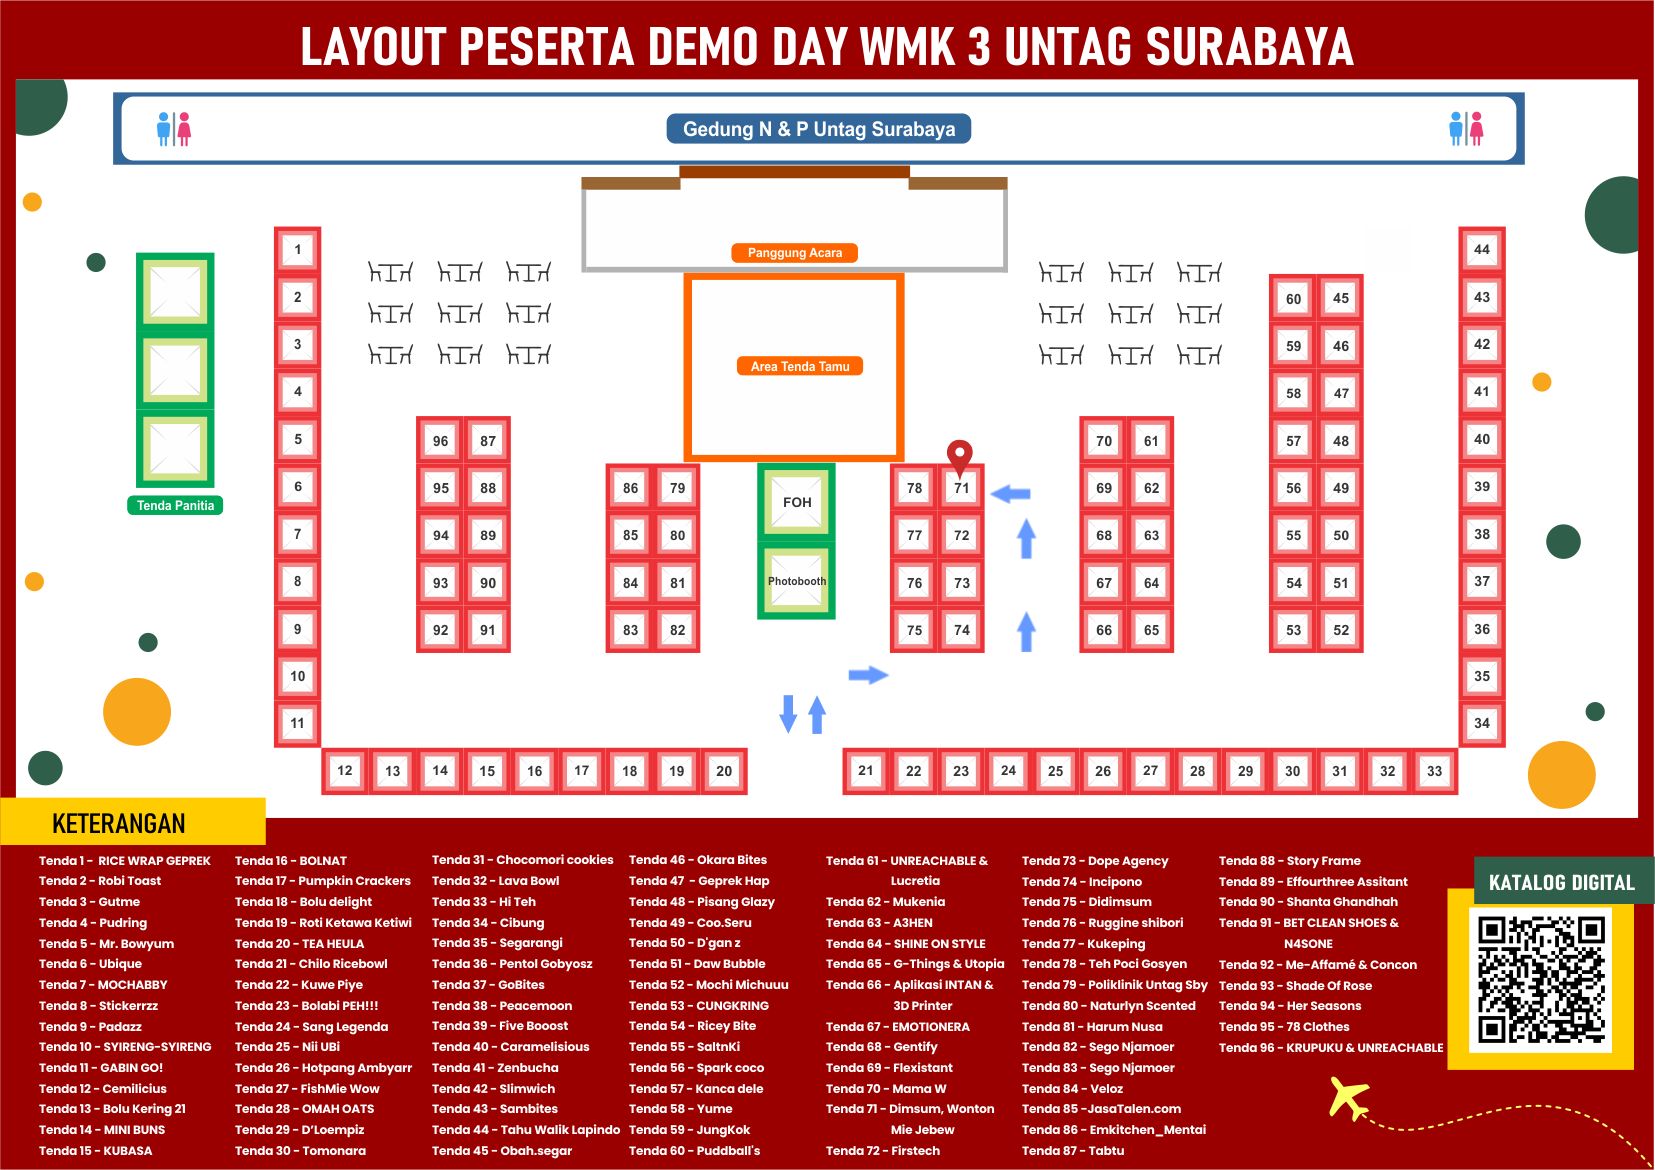 LAYOUT PESERTA DEMO DAY WMK 3 UNTAG SURABAYA
Gedung N & P Untag Surabaya
Panggung Acara
Area Tenda Tamu
Tenda Panitia
FOH
Photobooth
1
2
3
4
5
6
7
8
9
10
11
12 13 14 15 16 17 18 19 20
21 22 23 24 25 26 27 28 29 30 31 32 33
96 87
95 88
94 89
93 90
92 91
86 79
85 80
84 81
83 82
78 71
77 72
76 73
75 74
70 61
69 62
68 63
67 64
66 65
60 45
59 46
58 47
57 48
56 49
55 50
54 51
53 52
44
43
42
41
40
39
38
37
36
35
34
KETERANGAN
Tenda 1 - RICE WRAP GEPREK
Tenda 2 - Robi Toast
Tenda 3 - Gutme
Tenda 4 - Pudring
Tenda 5 - Mr. Bowyum
Tenda 6 - Ubique
Tenda 7 - MOCHABBY
Tenda 8 - Stickerrzz
Tenda 9 - Padazz
Tenda 10 - SYIRENG-SYIRENG
Tenda 11 - GABIN GO!
Tenda 12 - Cemilicius
Tenda 13 - Bolu Kering 21
Tenda 14 - MINI BUNS
Tenda 15 - KUBASA
Tenda 16 - BOLNAT
Tenda 17 - Pumpkin Crackers
Tenda 18 - Bolu delight
Tenda 19 - Roti Ketawa Ketiwi
Tenda 20 - TEA HEULA
Tenda 21 - Chilo Ricebowl
Tenda 22 - Kuwe Piye
Tenda 23 - Bolabi PEH!!!
Tenda 24 - Sang Legenda
Tenda 25 - Nii UBi
Tenda 26 - Hotpang Ambyarr
Tenda 27 - FishMie Wow
Tenda 28 - OMAH OATS
Tenda 29 - D'Loempiz
Tenda 30 - Tomonara
Tenda 31 - Chocomori cookies
Tenda 32 - Lava Bowl
Tenda 33 - Hi Teh
Tenda 34 - Cibung
Tenda 35 - Segarangi
Tenda 36 - Pentol Gobyosz
Tenda 37 - GoBites
Tenda 38 - Peacemoon
Tenda 39 - Five Booost
Tenda 40 - Caramelisious
Tenda 41 - Zenbucha
Tenda 42 - Slimwich
Tenda 43 - Sambites
Tenda 44 - Tahu Walik Lapindo
Tenda 45 - Obah.segar
Tenda 46 - Okara Bites
Tenda 47 - Geprek Hap
Tenda 48 - Pisang Glazy
Tenda 49 - Coo.Seru
Tenda 50 - D'gan z
Tenda 51 - Daw Bubble
Tenda 52 - Mochi Michuuu
Tenda 53 - CUNGKRING
Tenda 54 - Ricey Bite
Tenda 55 - SaltnKi
Tenda 56 - Spark coco
Tenda 57 - Kanca dele
Tenda 58 - Yume
Tenda 59 - JungKok
Tenda 60 - Puddball's
Tenda 61 - UNREACHABLE &
Lucretia
Tenda 62 - Mukenia
Tenda 63 - A3HEN
Tenda 64 - SHINE ON STYLE
Tenda 65 - G-Things & Utopia
Tenda 66 - Aplikasi INTAN &
3D Printer
Tenda 67 - EMOTIONERA
Tenda 68 - Gentify
Tenda 69 - Flexistant
Tenda 70 - Mama W
Tenda 71 - Dimsum, Wonton
Mie Jebew
Tenda 72 - Firstech
Tenda 73 - Dope Agency
Tenda 74 - Incipono
Tenda 75 - Didimsum
Tenda 76 - Ruggine shibori
Tenda 77 - Kukeping
Tenda 78 - Teh Poci Gosyen
Tenda 79 - Poliklinik Untag Sby
Tenda 80 - Naturlyn Scented
Tenda 81 - Harum Nusa
Tenda 82 - Sego Njamoer
Tenda 83 - Sego Njamoer
Tenda 84 - Veloz
Tenda 85 -JasaTalen.com
Tenda 86 - Emkitchen_Mentai
Tenda 87 - Tabtu
Tenda 88 - Story Frame
Tenda 89 - Effourthree Assitant
Tenda 90 - Shanta Ghandhah
Tenda 91 - BET CLEAN SHOES &
N4SONE
Tenda 92 - Me-Affamé & Concon
Tenda 93 - Shade Of Rose
Tenda 94 - Her Seasons
Tenda 95 - 78 Clothes
Tenda 96 - KRUPUKU & UNREACHABLE
KATALOG DIGITAL